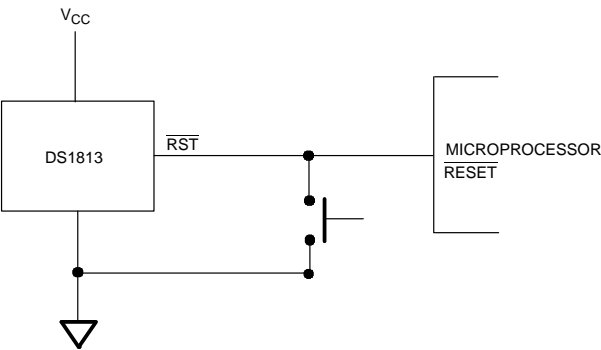 VCC
DS1813
RST
MICROPROCESSOR
RESET